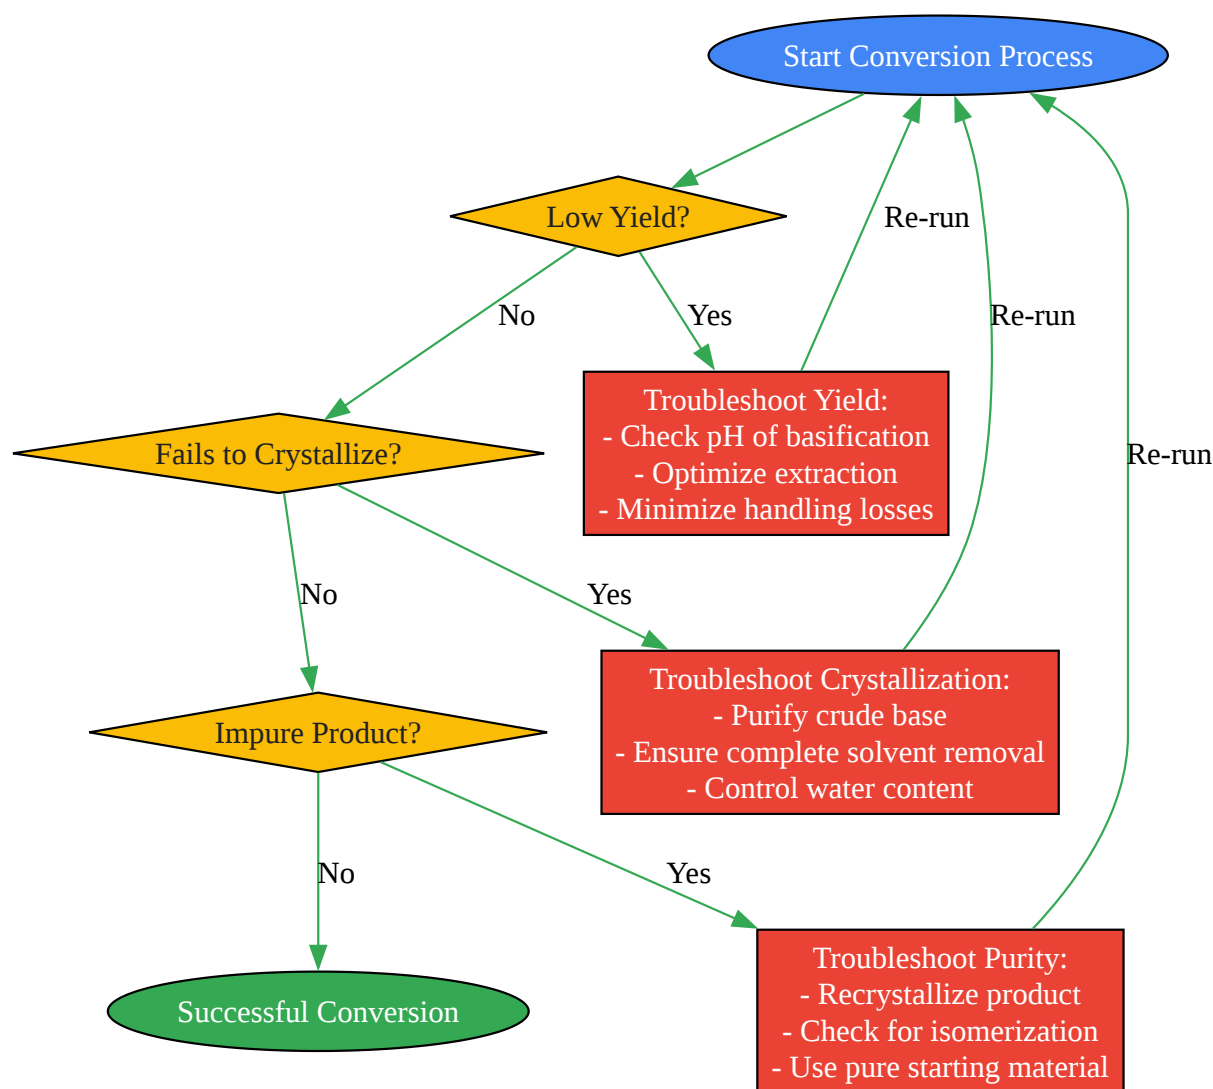 Start Conversion Process
Low Yield?
Re-run
No
Yes
Re-run
Troubleshoot Yield:
- Check pH of basification
- Optimize extraction
- Minimize handling losses
Fails to Crystallize?
Re-run
No
Yes
Troubleshoot Crystallization:
- Purify crude base
- Ensure complete solvent removal
- Control water content
Impure Product?
No
Yes
Troubleshoot Purity:
- Recrystallize product
- Check for isomerization
- Use pure starting material
Successful Conversion